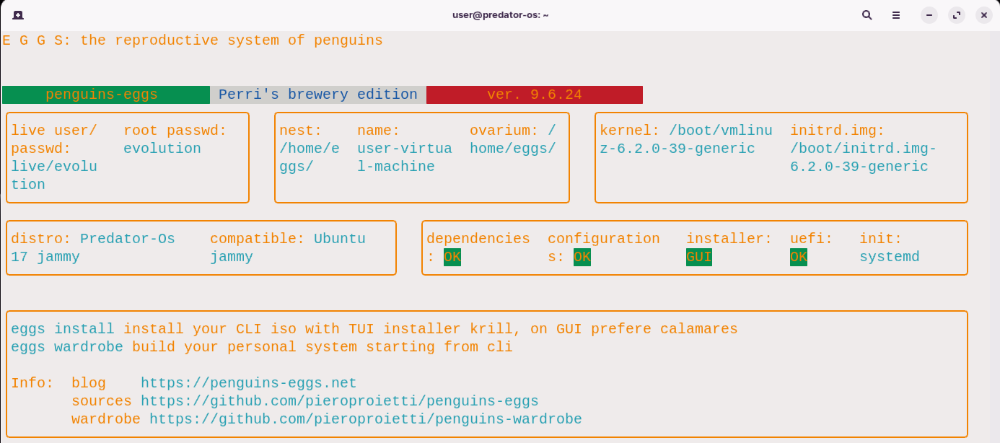 user@predator-os: ~
E G G S: the reproductive system of penguins
penguins-eggs Perri's brewery edition ver. 9.6.24
live user/ root passwd: nest: name: ovarium: / kernel: /boot/vmlinu initrd.img:
passwd: evolution /home/e user-virtua home/eggs/ z-6.2.0-39-generic /boot/initrd.img-
live/evolu ggs/ l-machine 6.2.0-39-generic
tion
distro: Predator-Os compatible: Ubuntu dependencies configuration installer: uefi: init:
17 jammy jammy : OK s: OK GUI OK systemd
eggs install install your CLI iso with TUI installer krill, on GUI prefere calamares
eggs wardrobe build your personal system starting from cli
Info: blog https://penguins-eggs.net
sources https://github.com/pieroproietti/penguins-eggs
wardrobe https://github.com/pieroproietti/penguins-wardrobe